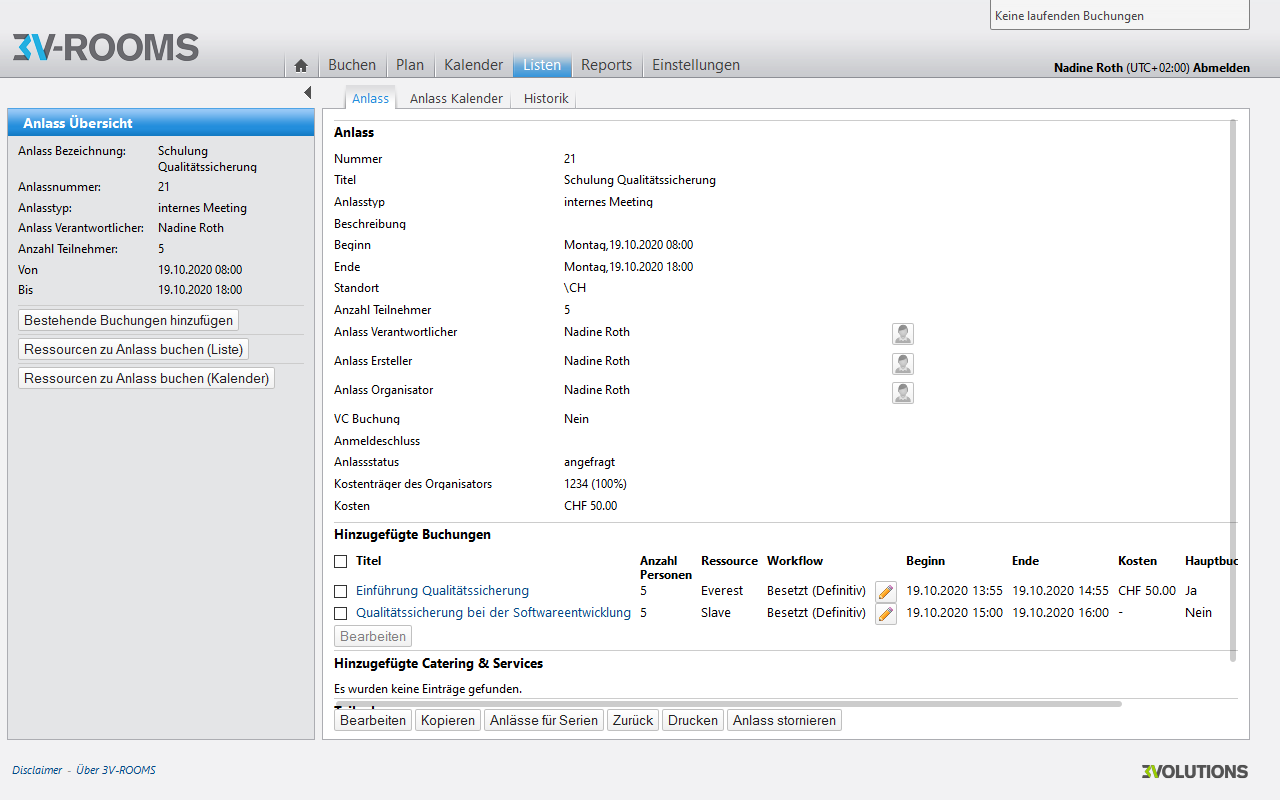 Keine laufenden Buchungen
3V-ROOMS
Buchen Plan Kalender Listen Reports Einstellungen
Nadine Roth (UTC+02:00) Abmelden
Anlass Anlass Kalender Historik
Anlass Übersicht
Anlass Bezeichnung: Schulung
Qualitätssicherung
Anlassnummer: 21
Anlasstyp: internes Meeting
Anlass Verantwortlicher: Nadine Roth
Anzahl Teilnehmer: 5
Von 19.10.2020 08:00
Bis 19.10.2020 18:00
Bestehende Buchungen hinzufügen
Ressourcen zu Anlass buchen (Liste)
Ressourcen zu Anlass buchen (Kalender)
Anlass
Nummer 21
Titel Schulung Qualitätssicherung
Anlasstyp internes Meeting
Beschreibung
Beginn Montag,19.10.2020 08:00
Ende Montag,19.10.2020 18:00
Standort \CH
Anzahl Teilnehmer 5
Anlass Verantwortlicher Nadine Roth
Anlass Ersteller Nadine Roth
Anlass Organisator Nadine Roth
VC Buchung Nein
Anmeldeschluss
Anlassstatus angefragt
Kostenträger des Organisators 1234 (100%)
Kosten CHF 50.00
Hinzugefügte Buchungen
Titel Anzahl Personen Ressource Workflow Beginn Ende Kosten Hauptbuc
Einführung Qualitätssicherung 5 Everest Besetzt (Definitiv) 19.10.2020 13:55 19.10.2020 14:55 CHF 50.00 Ja
Qualitätssicherung bei der Softwareentwicklung 5 Slave Besetzt (Definitiv) 19.10.2020 15:00 19.10.2020 16:00 - Nein
Bearbeiten
Hinzugefügte Catering & Services
Es wurden keine Einträge gefunden.
Bearbeiten Kopieren Anlässe für Serien Zurück Drucken Anlass stornieren
Disclaimer - Über 3V-ROOMS
3VOLUTIONS